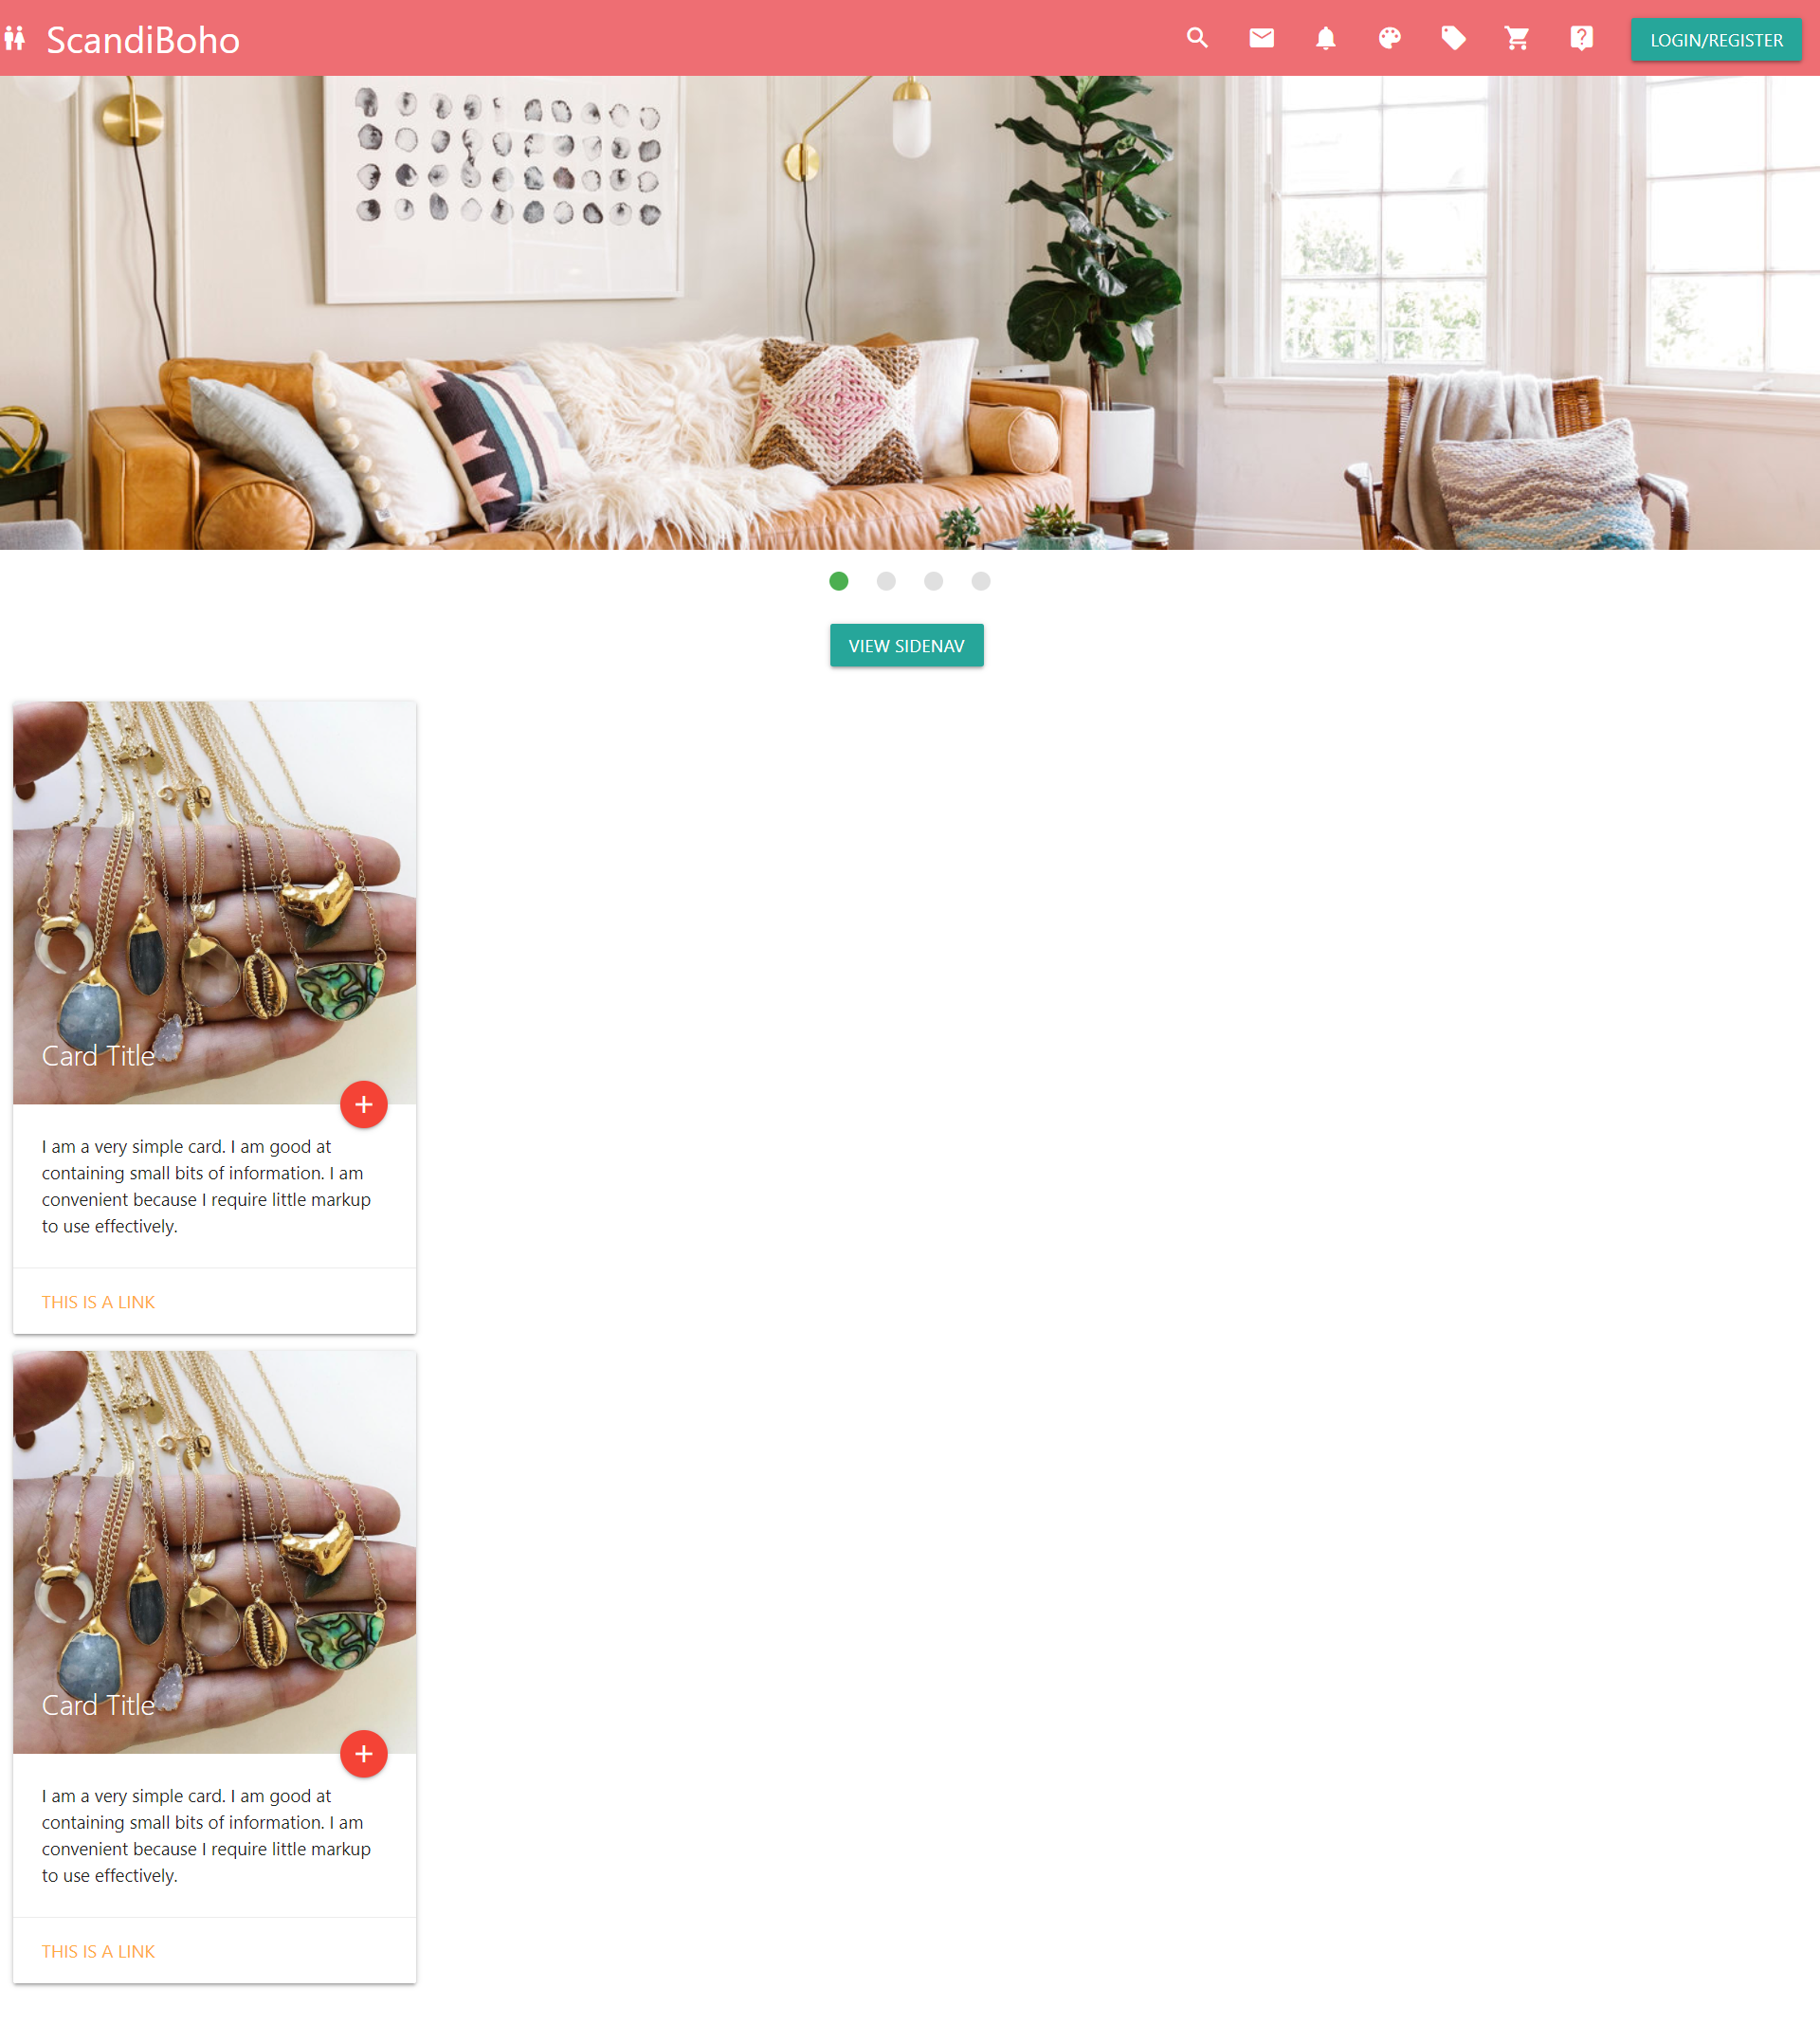 ScandiBoho
LOGIN/REGISTER
VIEW SIDENAV
Card Title
I am a very simple card. I am good at
containing small bits of information. I am
convenient because I require little markup
to use effectively.
THIS IS A LINK
Card Title
I am a very simple card. I am good at
containing small bits of information. I am
convenient because I require little markup
to use effectively.
THIS IS A LINK